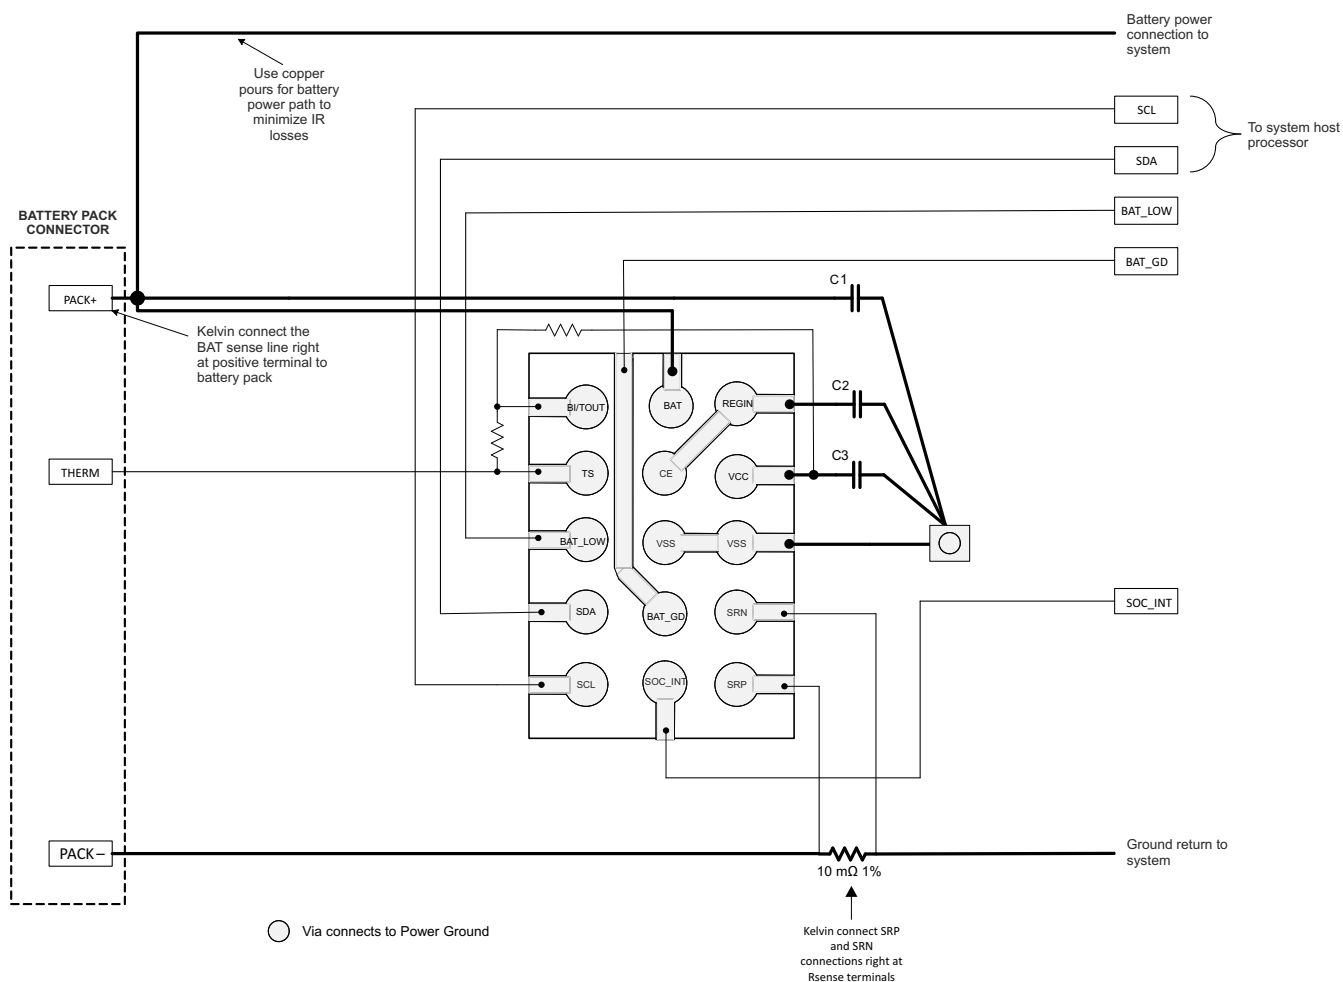 Battery power
connection to
system
Use copper
pours for battery
power path to
minimize IR
losses
SCL
To system host
processor
SDA
BATTERY PACK
CONNECTOR
BAT_LOW
BAT_GD
PACK+
C1
Kelvin connect the
BAT sense line right
at positive terminal to
battery pack
C2
BI/TOUT
BAT
REGIN
C3
THERM
TS
CE
VCC
BAT_LOW
VSS
VSS
SOC_INT
SDA
BAT_GD
SRN
SCL
SOC_INT
SRP
PACK–
Ground return to
system
10 mΩ 1%
Via connects to Power Ground
Kelvin connect SRP
and SRN
connections right at
Rsense terminals